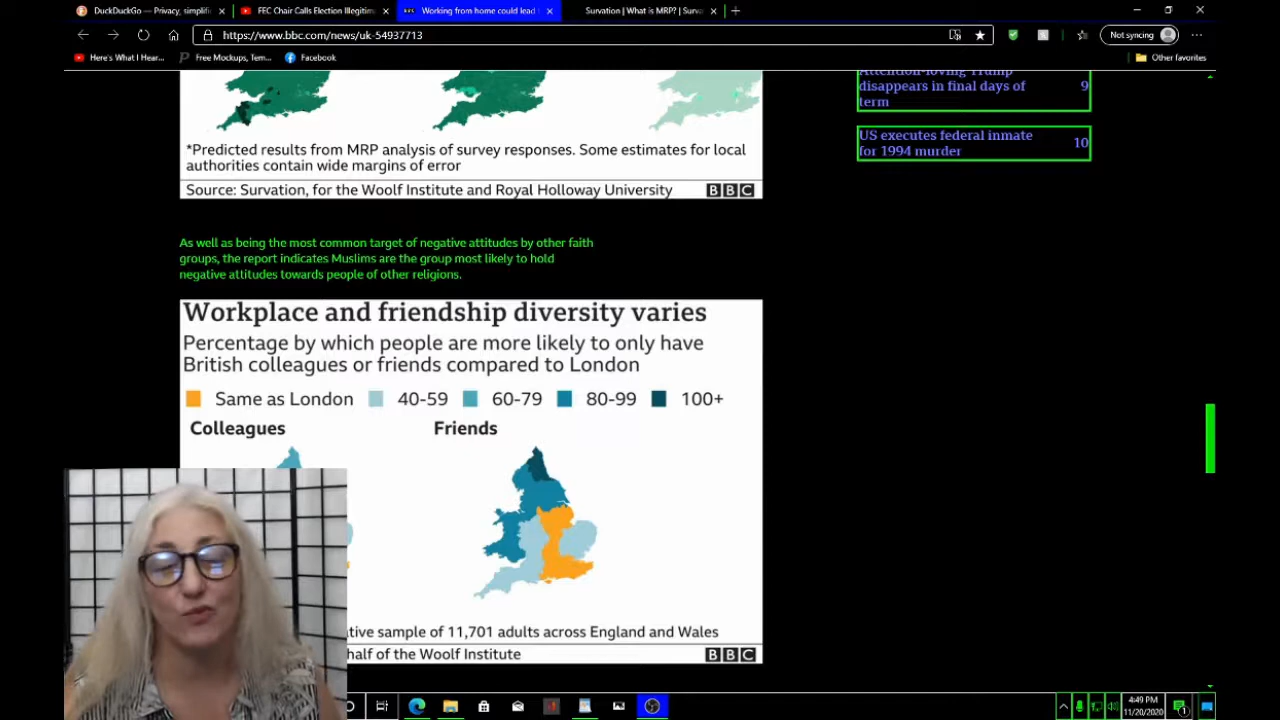 DuckDuckGo — Privacy, simplifi
FEC Chair Calls Election Illegitim
Working from home could lead
Survation | What is MRP? | Surv
https://www.bbc.com/news/uk-54937713
Not syncing
Here's What I Hear...
Free Mockups, Tem...
Facebook
Other favorites
*Predicted results from MRP analysis of survey responses. Some estimates for local
authorities contain wide margins of error
Source: Survation, for the Woolf Institute and Royal Holloway University
BBC
Attention-loving Trump
disappears in final days of
term
9
US executes federal inmate
for 1994 murder
10
As well as being the most common target of negative attitudes by other faith
groups, the report indicates Muslims are the group most likely to hold
negative attitudes towards people of other religions.
Workplace and friendship diversity varies
Percentage by which people are more likely to only have
British colleagues or friends compared to London
Same as London 40-59 60-79 80-99 100+
Colleagues
Friends
tive sample of 11,701 adults across England and Wales
half of the Woolf Institute
BBC
4:49 PM
11/20/2020
1